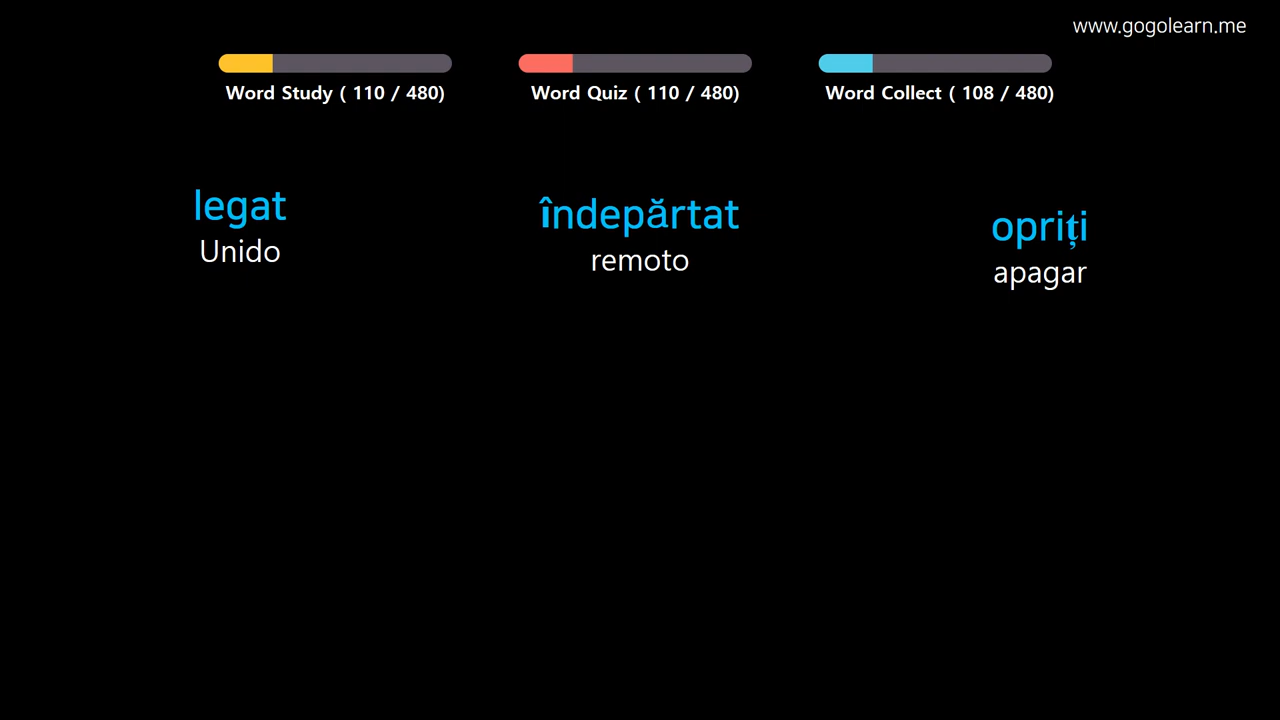 www.gogolearn.me
Word Study ( 110 / 480)
Word Quiz ( 110 / 480)
Word Collect ( 108 / 480)
legat
Unido
îndepărtat
remoto
opriți
apagar